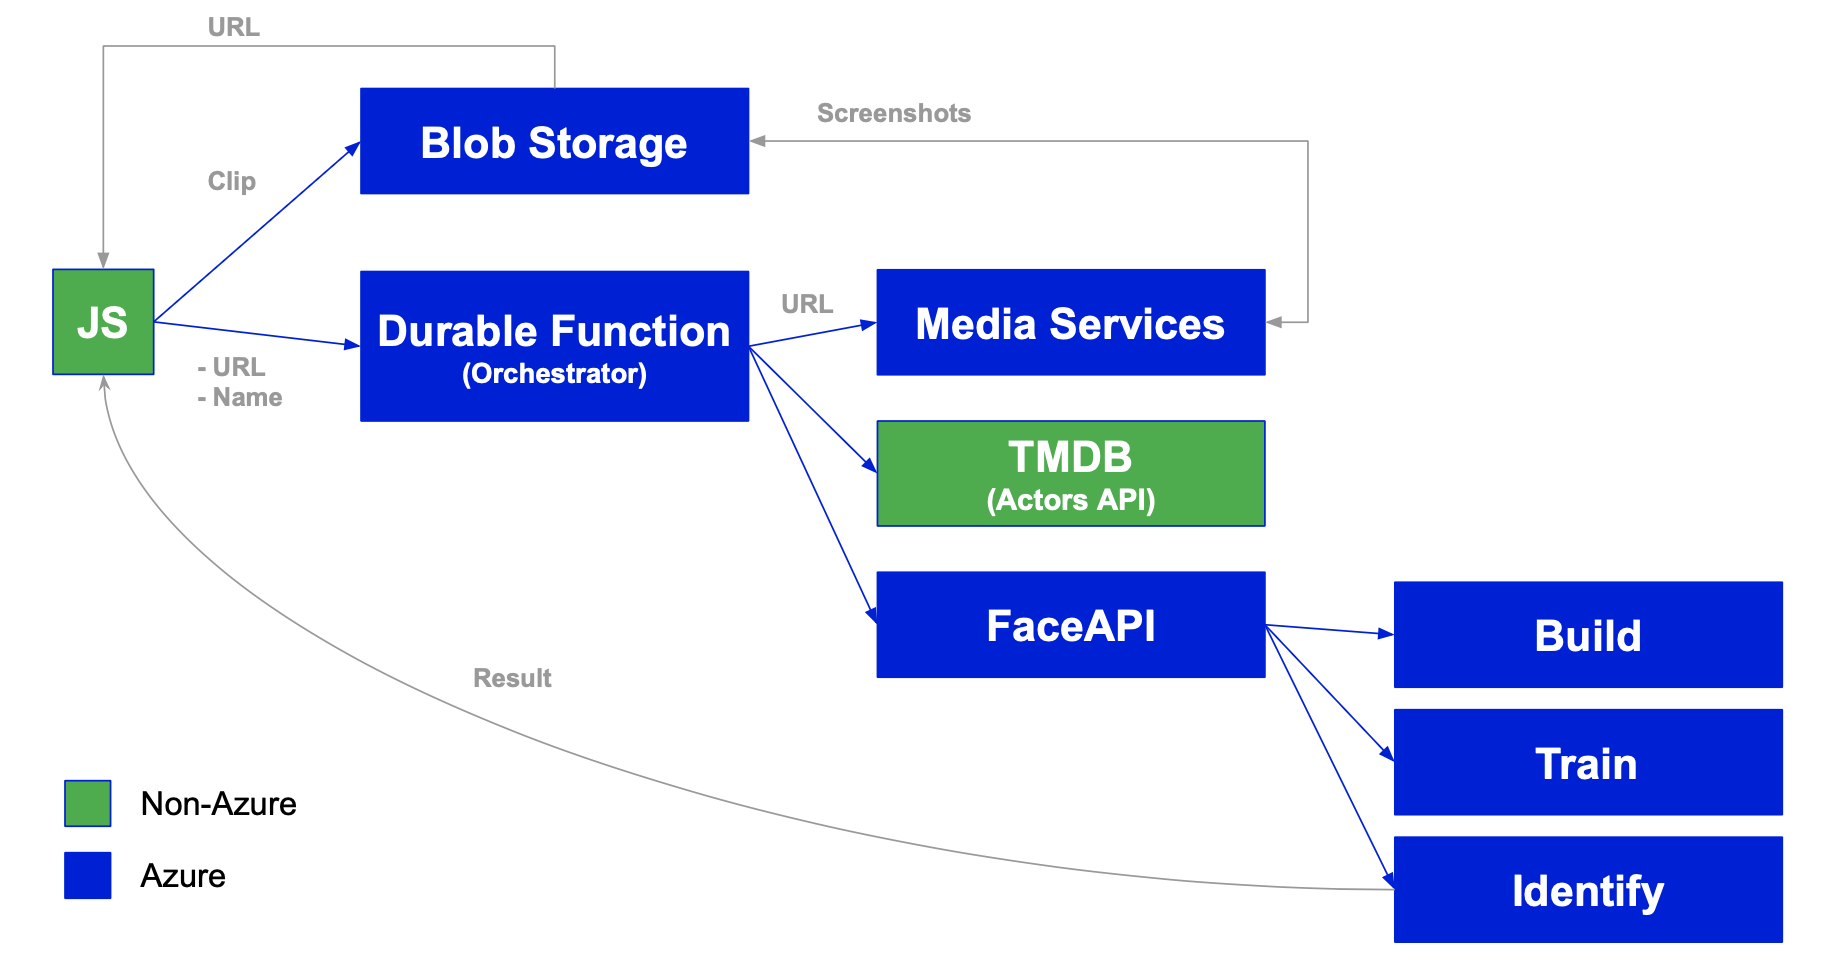 URL
Blob Storage
Screenshots
Clip
JS
Durable Function
(Orchestrator)
- URL
- Name
URL
Media Services
TMDB
(Actors API)
FaceAPI
Build
Train
Identify
Result
Non-Azure
Azure